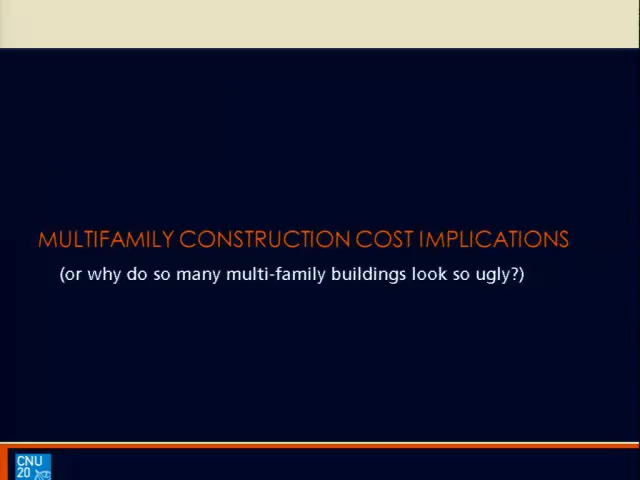 MULTIFAMILY CONSTRUCTION COST IMPLICATIONS
(or why do so many multi-family buildings look so ugly?)
CNU
20